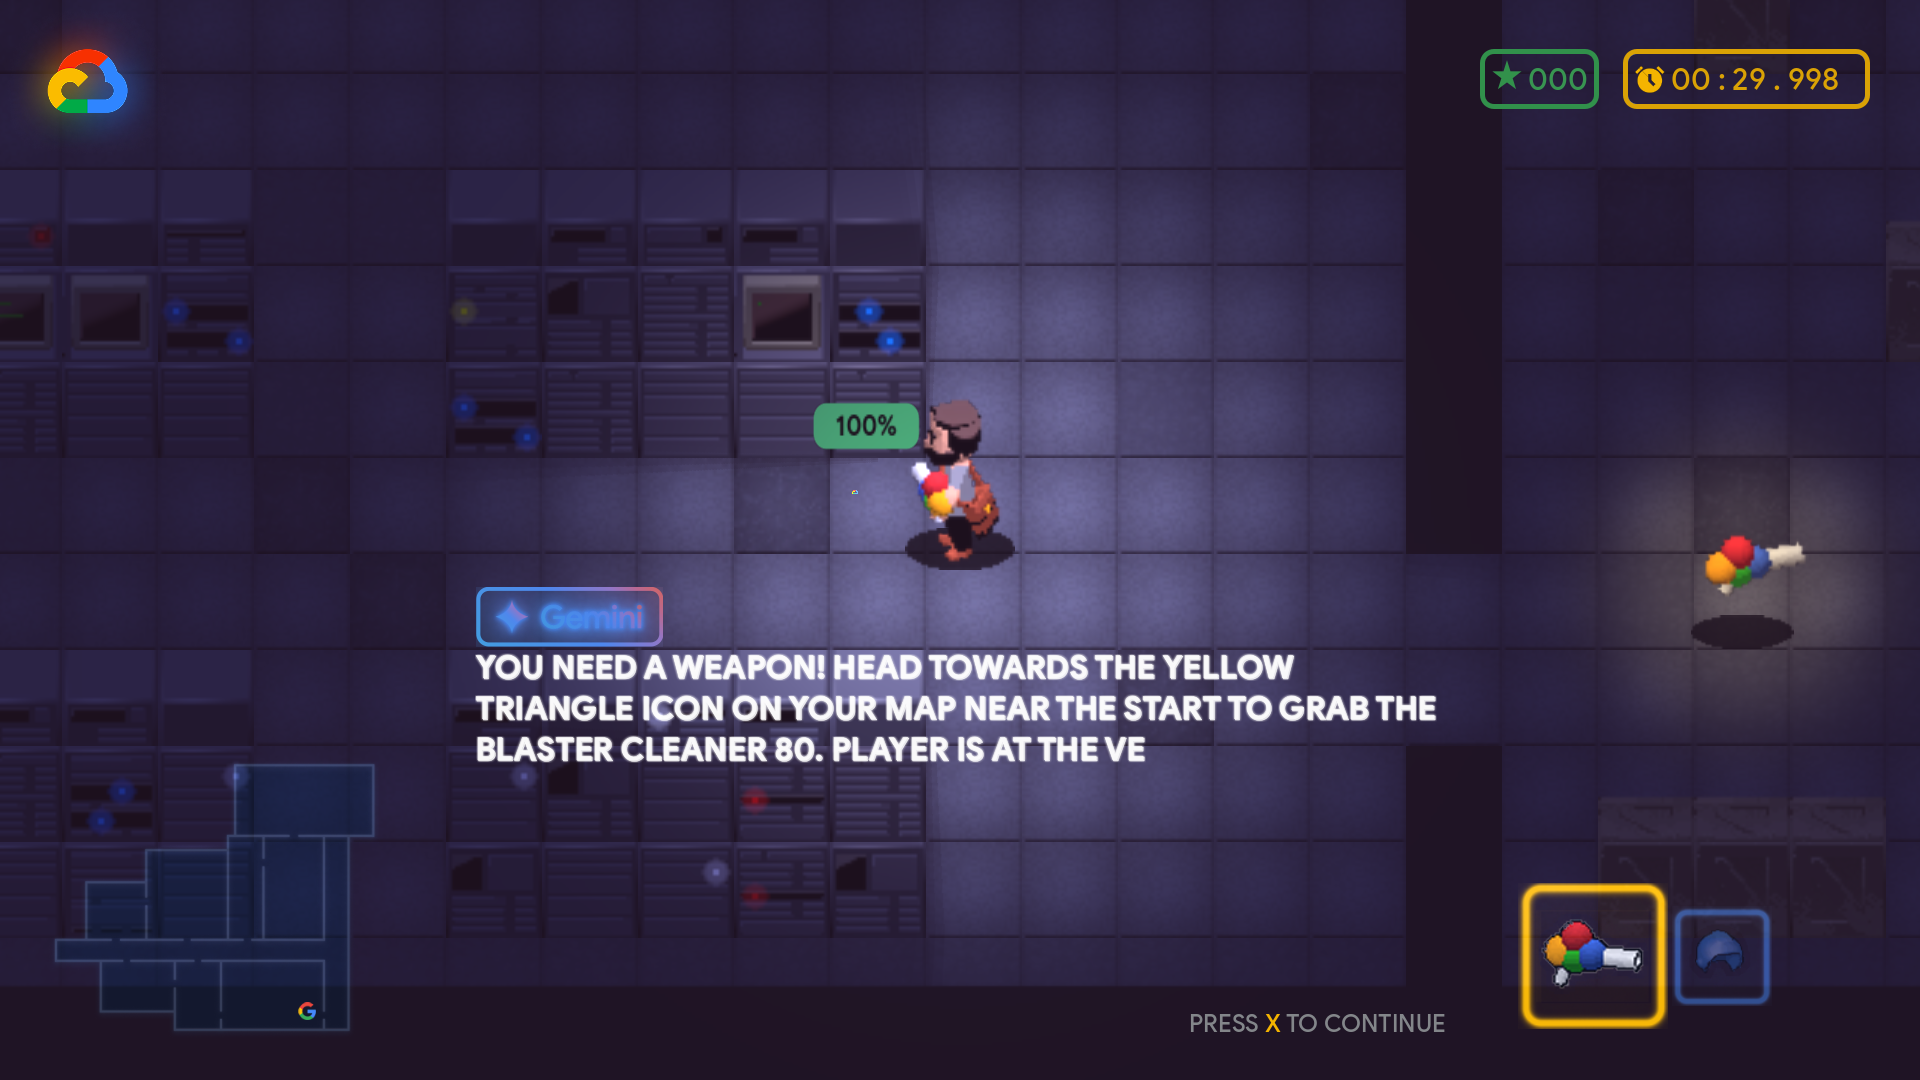 000
00:29.998
100%
Gemini
YOU NEED A WEAPON! HEAD TOWARDS THE YELLOW
TRIANGLE ICON ON YOUR MAP NEAR THE START TO GRAB THE
BLASTER CLEANER 80. PLAYER IS AT THE VE
G
PRESS X TO CONTINUE